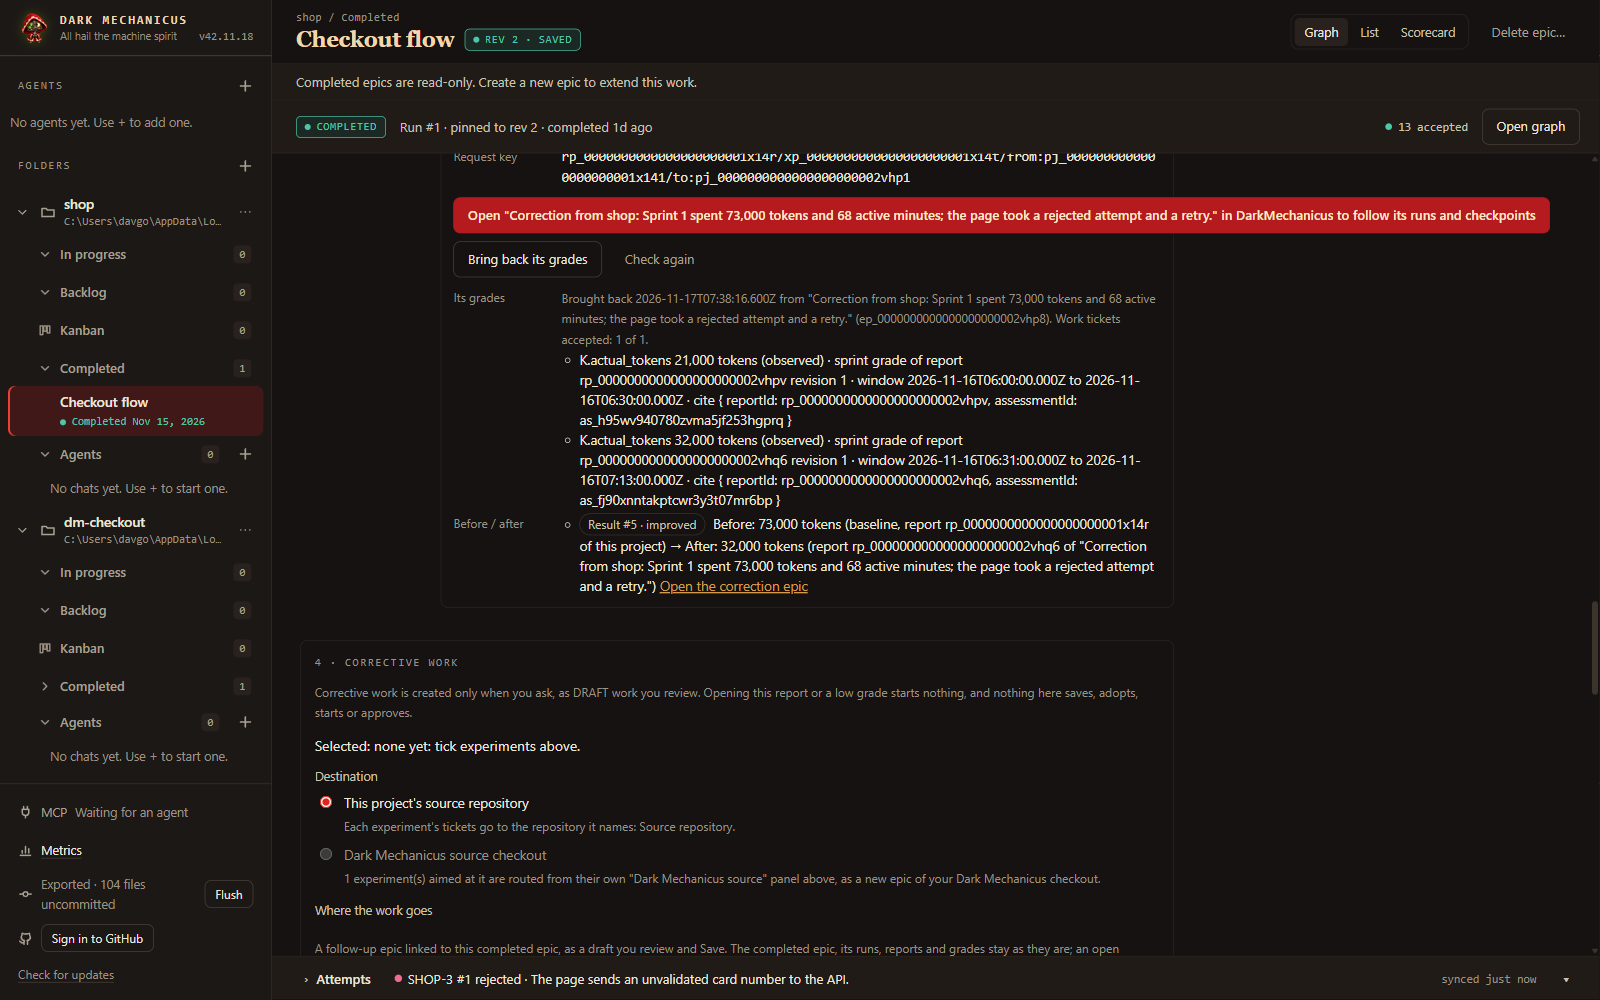 DARK MECHANICUS
All hail the machine spirit v42.11.18
AGENTS
No agents yet. Use + to add one.
FOLDERS
shop
C:\Users\davgo\AppData\Lo…
In progress 0
Backlog 0
Kanban 0
Completed 1
Checkout flow
Completed Nov 15, 2026
Agents 0
No chats yet. Use + to start one.
dm-checkout
C:\Users\davgo\AppData\Lo…
In progress 0
Backlog 0
Kanban 0
Completed 1
Agents 0
No chats yet. Use + to start one.
MCP Waiting for an agent
Metrics
Exported · 104 files
uncommitted
Flush
Sign in to GitHub
Check for updates
shop / Completed
Checkout flow
REV 2 · SAVED
Graph List Scorecard Delete epic...
Completed epics are read-only. Create a new epic to extend this work.
COMPLETED Run #1 · pinned to rev 2 · completed 1d ago 13 accepted Open graph
Request key
Open "Correction from shop: Sprint 1 spent 73,000 tokens and 68 active minutes; the page took a rejected attempt and a retry." in DarkMechanicus to follow its runs and checkpoints
Bring back its grades Check again
Its grades
Brought back 2026-11-17T07:38:16.600Z from "Correction from shop: Sprint 1 spent 73,000 tokens and 68 active
minutes; the page took a rejected attempt and a retry." (ep_0000000000000000000002vhp8). Work tickets
accepted: 1 of 1.
K.actual_tokens 21,000 tokens (observed) · sprint grade of report
rp_0000000000000000000002vhpv revision 1 · window 2026-11-16T06:00:00.000Z to 2026-11-
16T06:30:00.000Z · cite { reportId: rp_0000000000000000000002vhpv, assessmentId:
as_h95wv940780zvma5jf253hgprq }
K.actual_tokens 32,000 tokens (observed) · sprint grade of report
rp_0000000000000000000002vhq6 revision 1 · window 2026-11-16T06:31:00.000Z to 2026-11-
16T07:13:00.000Z · cite { reportId: rp_0000000000000000000002vhq6, assessmentId:
as_fj90xnntakptcwr3y3t07mr6bp }
Before / after
Result #5 · improved Before: 73,000 tokens (baseline, report rp_0000000000000000000001x14r
of this project) → After: 32,000 tokens (report rp_0000000000000000000002vhq6 of "Correction
from shop: Sprint 1 spent 73,000 tokens and 68 active minutes; the page took a rejected attempt
and a retry.") Open the correction epic
4 · CORRECTIVE WORK
Corrective work is created only when you ask, as DRAFT work you review. Opening this report or a low grade starts nothing, and nothing here saves, adopts,
starts or approves.
Selected: none yet: tick experiments above.
Destination
This project's source repository
Each experiment's tickets go to the repository it names: Source repository.
Dark Mechanicus source checkout
1 experiment(s) aimed at it are routed from their own "Dark Mechanicus source" panel above, as a new epic of your Dark Mechanicus checkout.
Where the work goes
A follow-up epic linked to this completed epic, as a draft you review and Save. The completed epic, its runs, reports and grades stay as they are; an open
Attempts SHOP-3 #1 rejected · The page sends an unvalidated card number to the API. synced just now